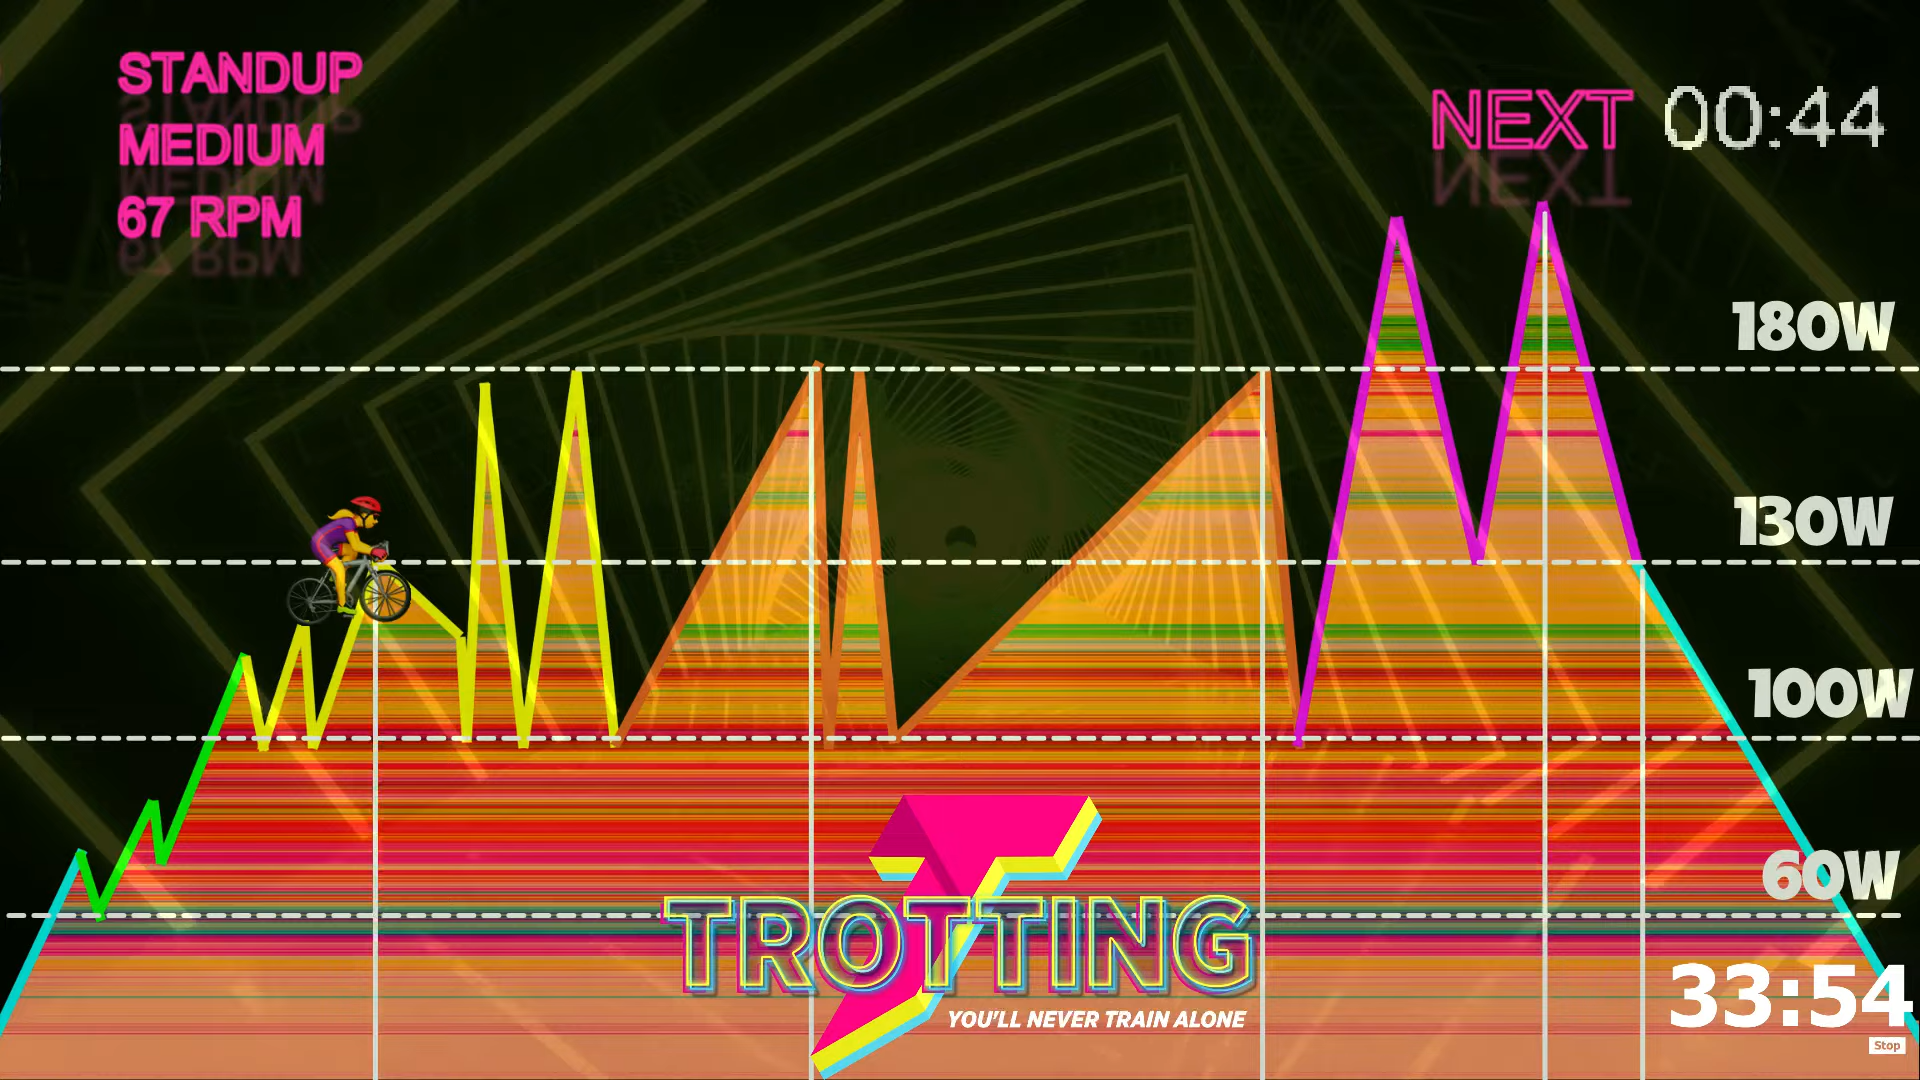 STANDUP
MEDIUM
67 RPM
NEXT 00:44
180W
130W
100W
60W
TROTTING
YOU'LL NEVER TRAIN ALONE
33:54
Stop